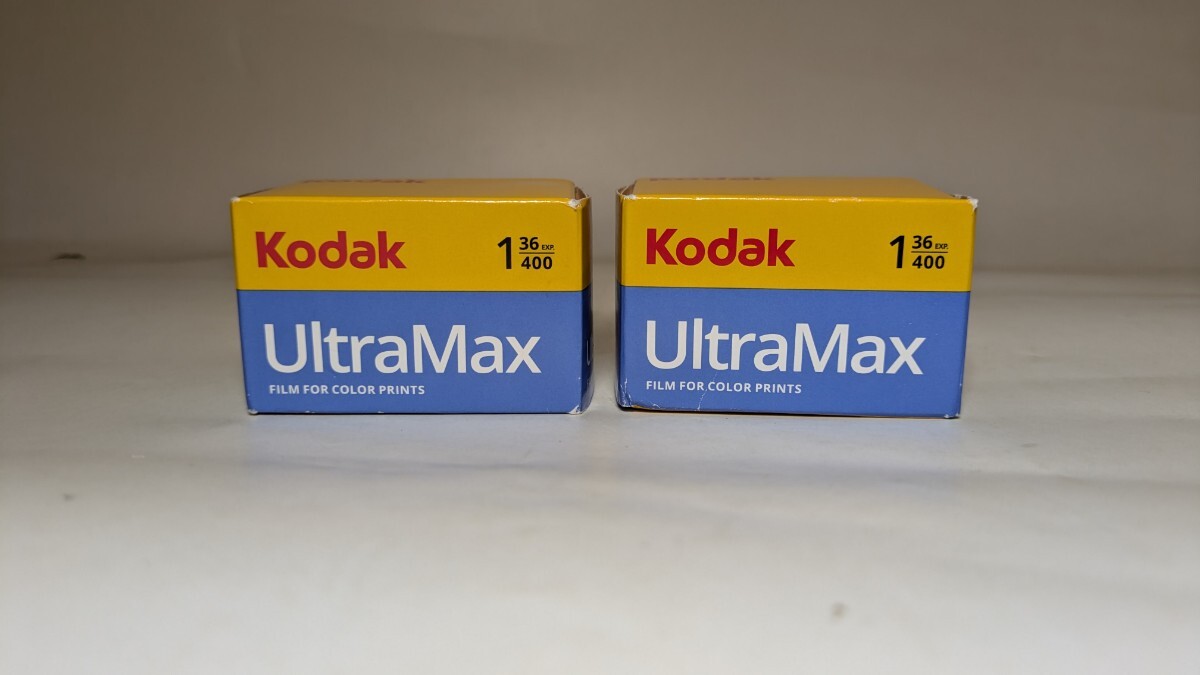 Kodak
1 36 EXP.
400
UltraMax
FILM FOR COLOR PRINTS
Kodak
1 36 EXP.
400
UltraMax
FILM FOR COLOR PRINTS